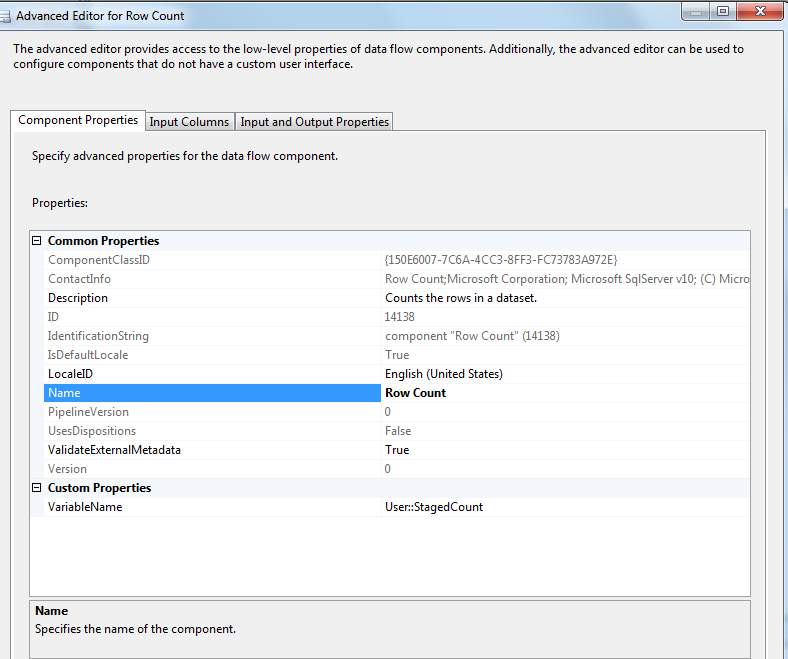 Advanced Editor for Row Count
The advanced editor provides access to the low-level properties of data flow components. Additionally, the advanced editor can be used to
configure components that do not have a custom user interface.
Component Properties Input Columns Input and Output Properties
Specify advanced properties for the data flow component.
Properties:
Common Properties
ComponentClassID {150E6007-7C6A-4CC3-8FF3-FC73783A972E}
ContactInfo Row Count;Microsoft Corporation; Microsoft SqlServer v10; (C) Micro
Description Counts the rows in a dataset.
ID 14138
IdentificationString component "Row Count" (14138)
IsDefaultLocale True
LocaleID English (United States)
Name Row Count
PipelineVersion 0
UsesDispositions False
ValidateExternalMetadata True
Version 0
Custom Properties
VariableName User::StagedCount
Name
Specifies the name of the component.